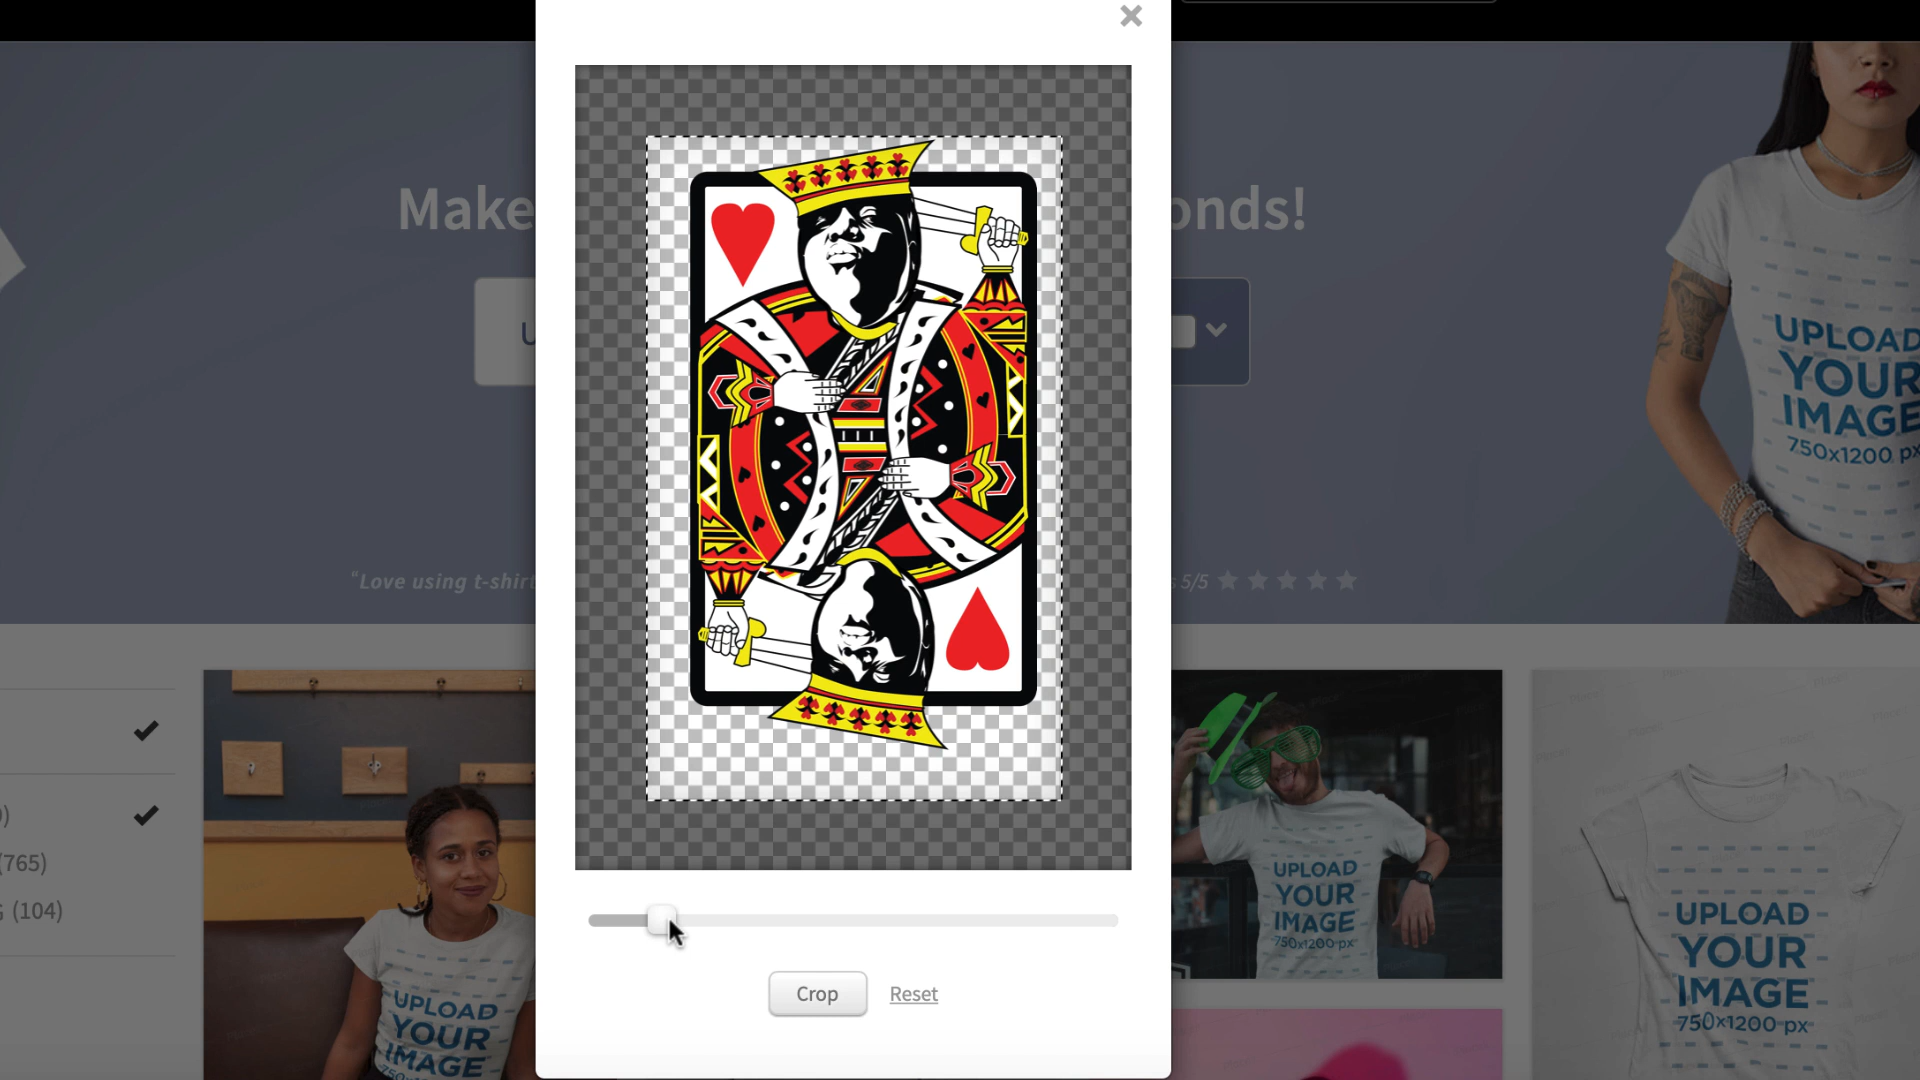 Make
onds!
U
"Love using t-shirt
s 5/5
)
(765)
(104)
Crop
Reset
UPLOAD
YOUR
IMAGE
750x1200 px
UPLOAD
YOUR
IMAGE
UPLOAD
YOUR
IMAGE
750x1200 px
UPLOAD
YOUR
IMAGE
750x1200 px